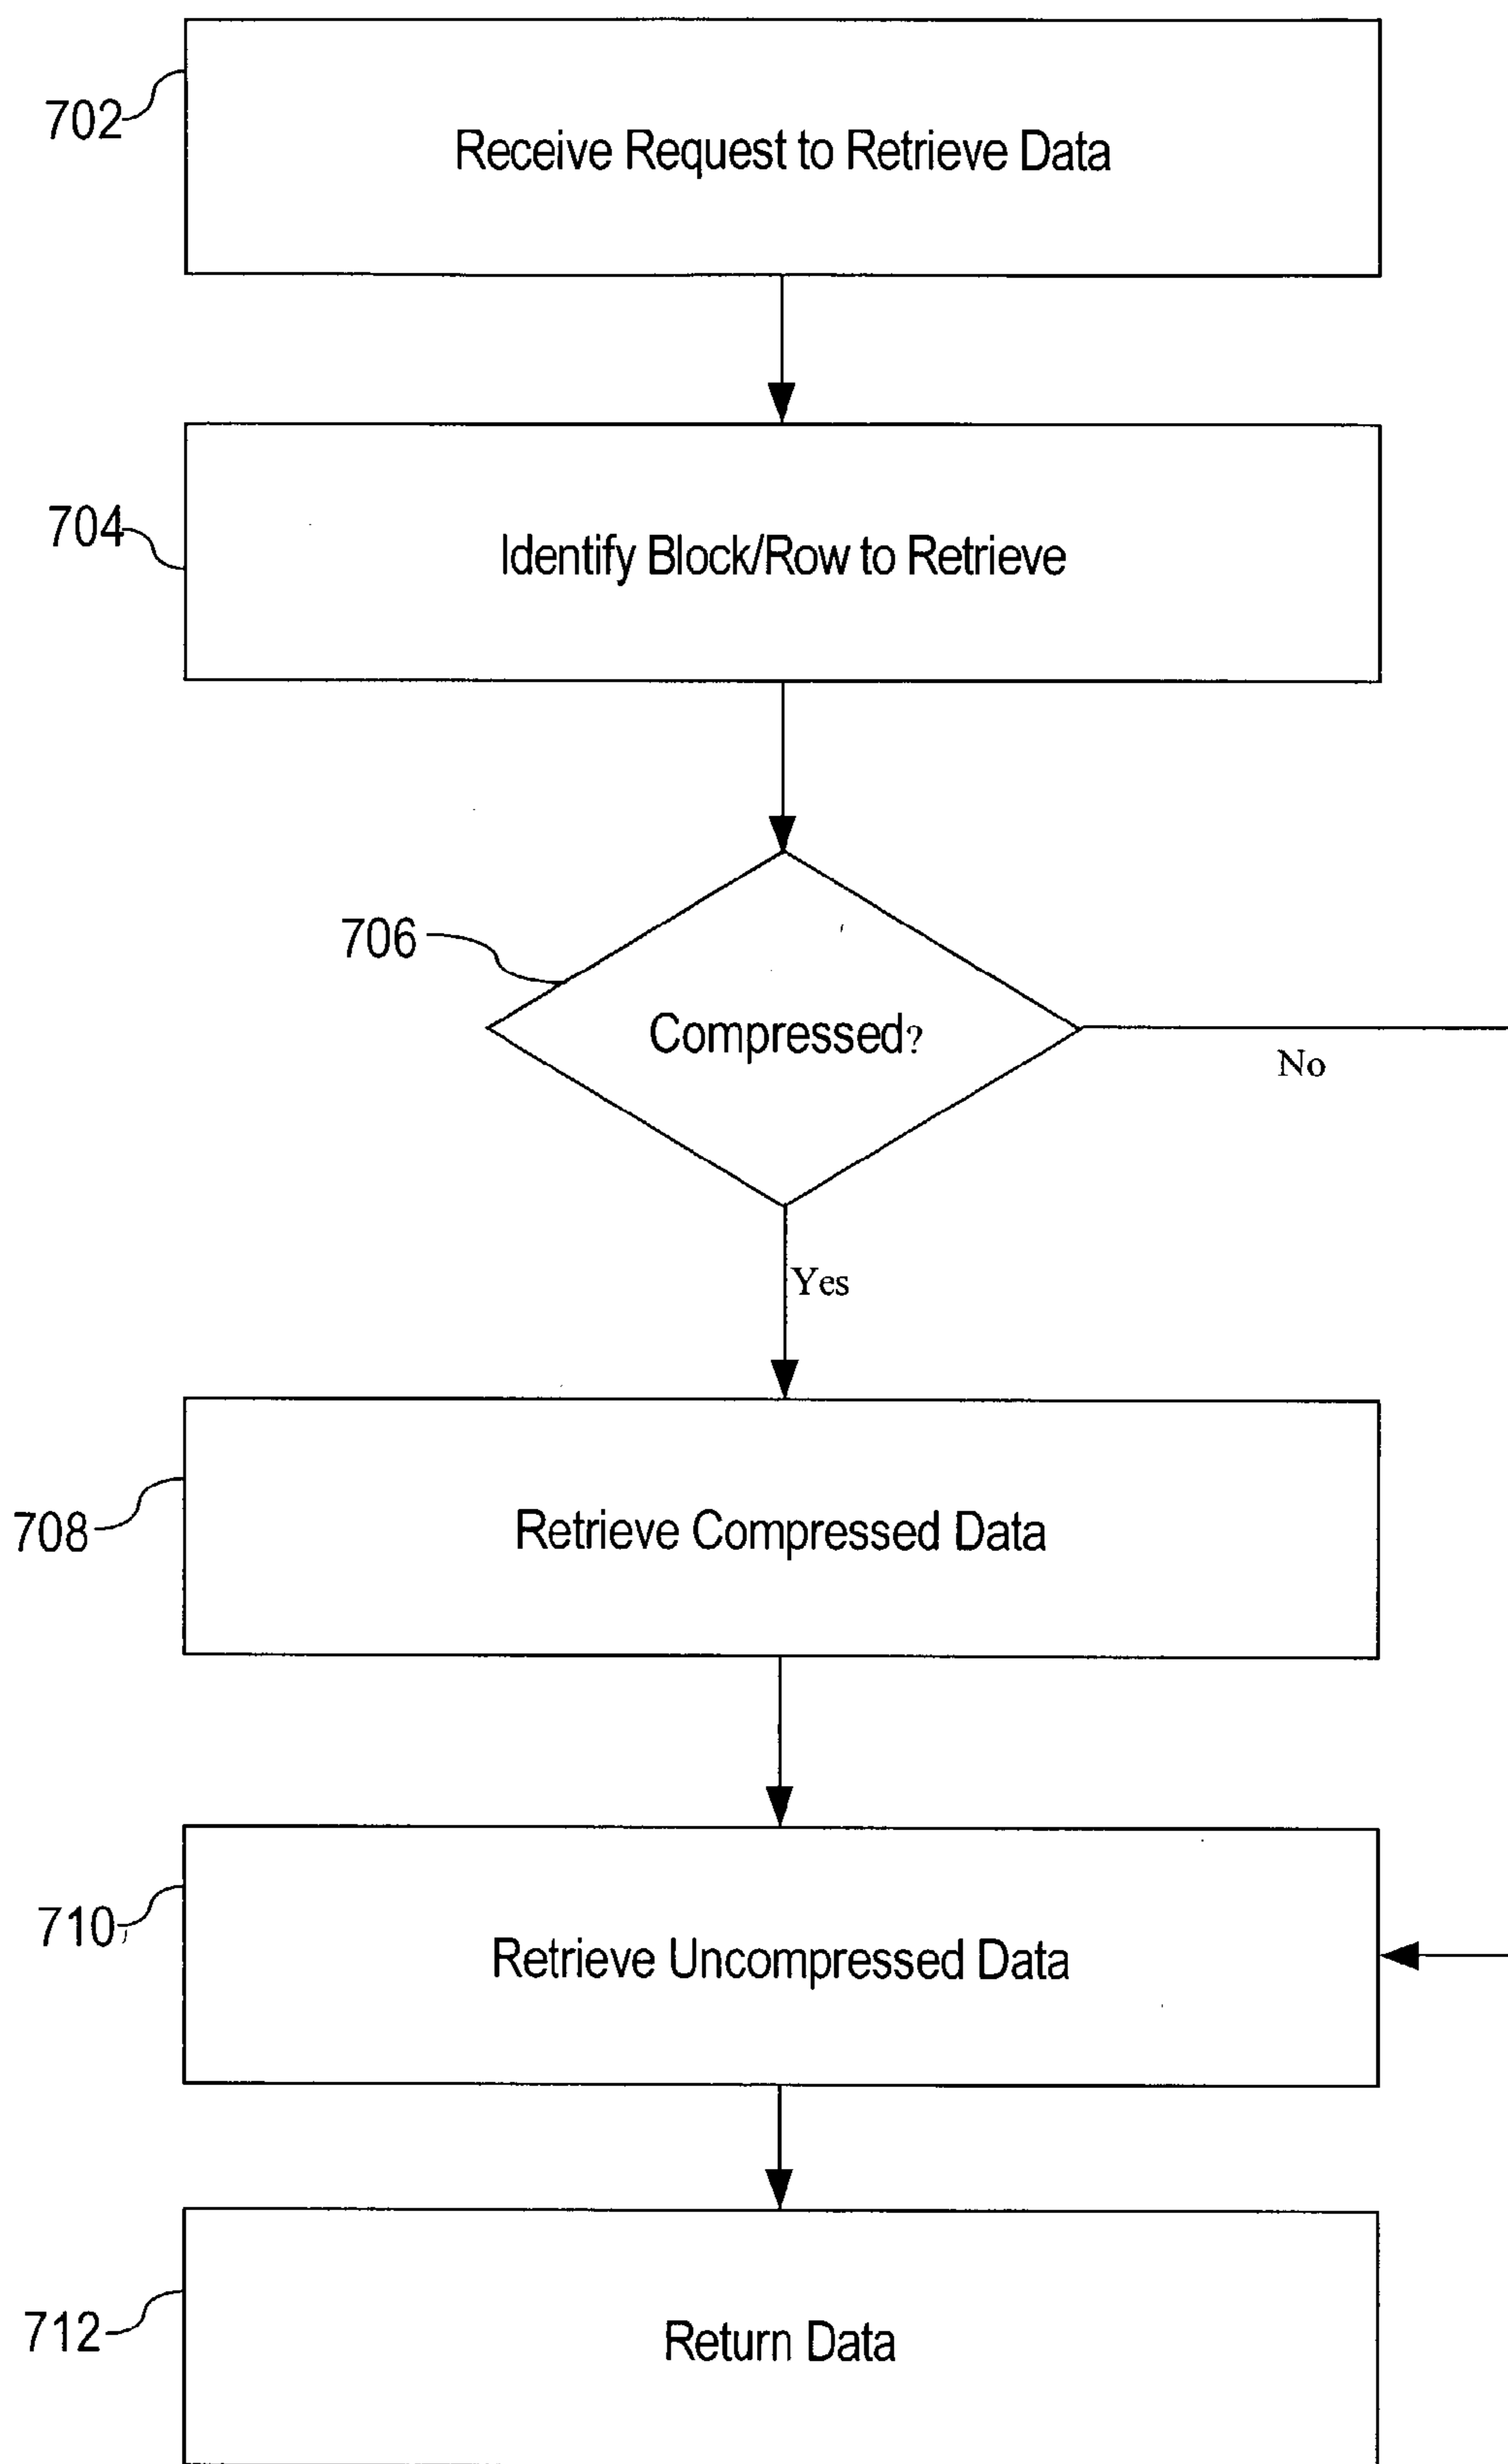 702
Receive Request to Retrieve Data
704
Identify Block/Row to Retrieve
706
Compressed?
No
Yes
708
Retrieve Compressed Data
710
Retrieve Uncompressed Data
712
Return Data